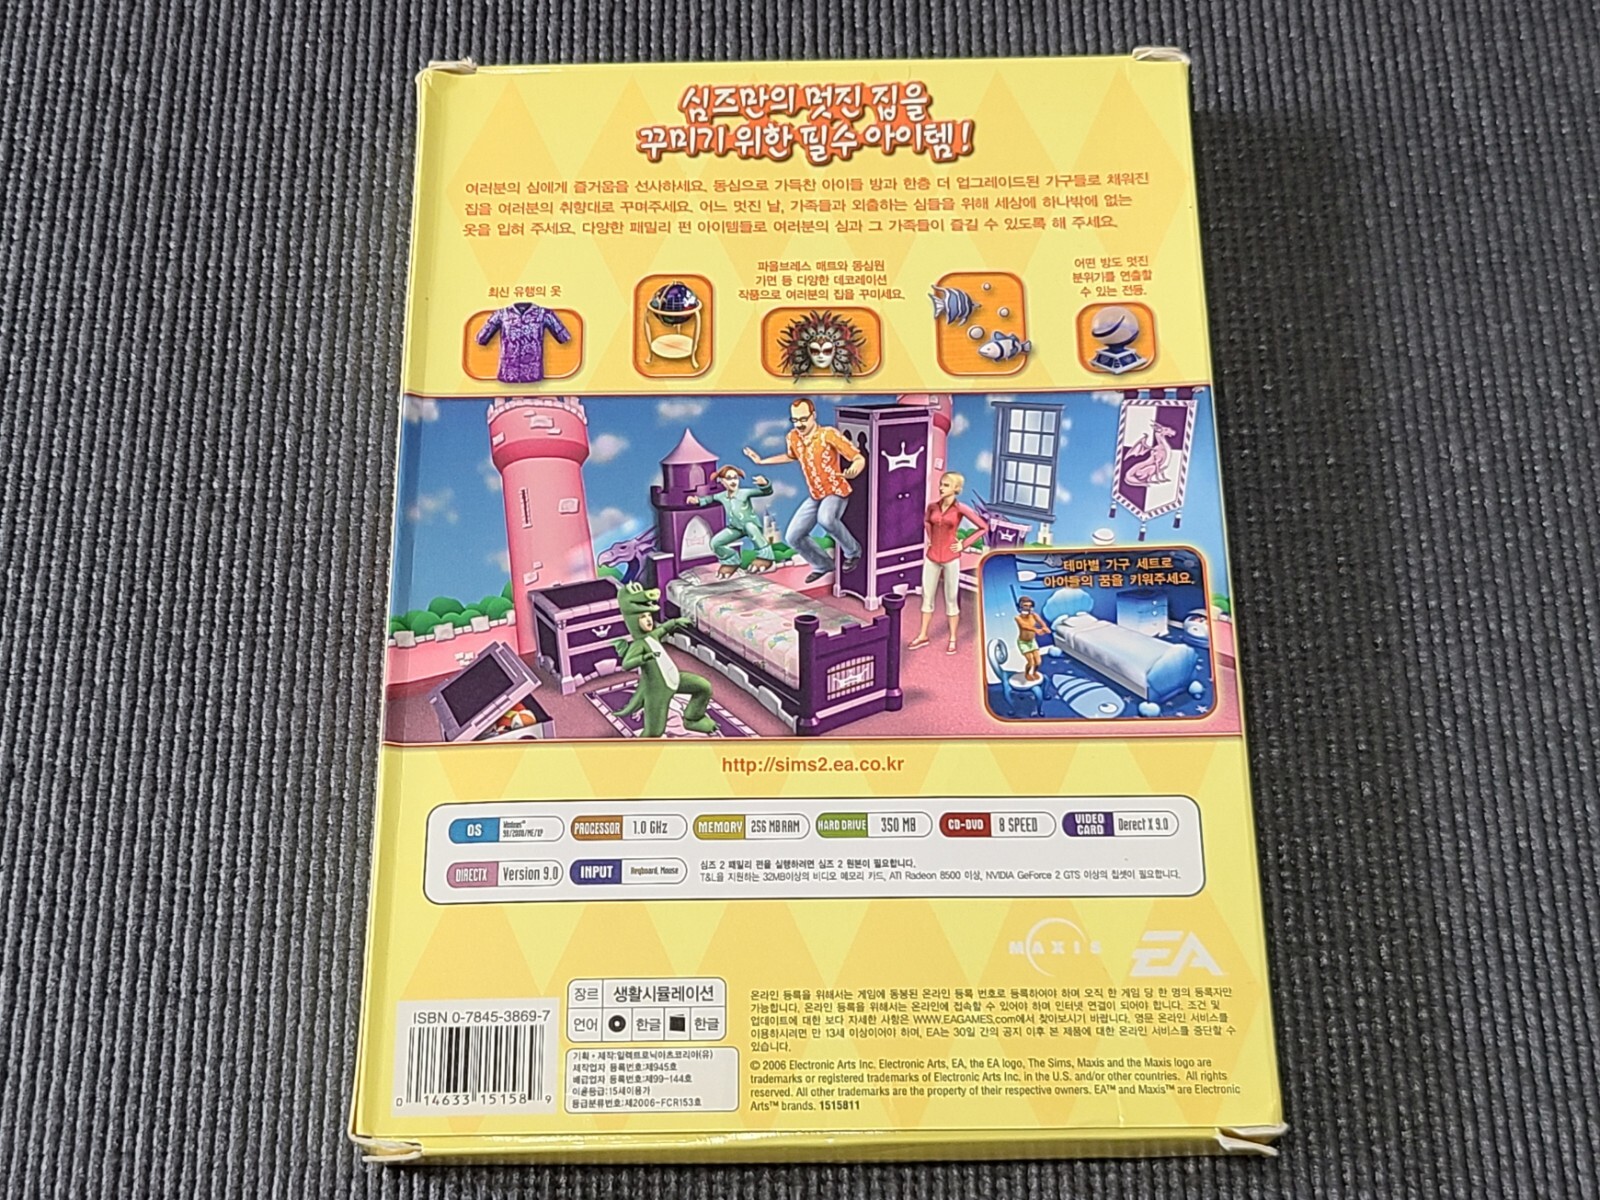 심즈만의 멋진 집을
꾸미기 위한 필수 아이템!
여러분의 심에게 즐거움을 선사하세요. 동심으로 가득찬 아이들 방과 한층 더 업그레이드된 가구들로 채워진
집을 여러분의 취향대로 꾸며주세요. 어느 멋진 날, 가족들과 외출하는 심들을 위해 세상에 하나밖에 없는
옷을 입혀 주세요. 다양한 패밀리 펀 아이템들로 여러분의 심과 그 가족들이 즐길 수 있도록 해 주세요.
최신 유행의 옷
파을브레스 매트와 동심원
가면 등 다양한 데코레이션
작품으로 여러분의 집을 꾸미세요.
어떤 방도 멋진
분위기를 연출할
수 있는 전등.
테마별 가구 세트로
아이들의 꿈을 키워주세요.
http://sims2.ea.co.kr
OS Windows® 98/2000/ME/XP PROCESSOR 1.0 GHz MEMORY 256 MB RAM HARD DRIVE 350 MB CD-DVD 8 SPEED VIDEO CARD Derect X 9.0
DIRECTX Version 9.0 INPUT Keyboard, Mouse
심즈 2 패밀리 펀을 실행하려면 심즈 2 원본이 필요합니다.
T&L을 지원하는 32MB이상의 비디오 메모리 카드, ATI Radeon 8500 이상, NVIDIA GeForce 2 GTS 이상의 칩셋이 필요합니다.
MAXIS
EA
장르 생활시뮬레이션
언어 한글 한글
기획·제작:일렉트로닉아츠코리아(유)
제작업자 등록번호:제945호
배급업자 등록번호:제99-144호
이용등급:15세이용가
등급분류번호:제2006-FCR153호
ISBN 0-7845-3869-7
0 14633 15158 9
온라인 등록을 위해서는 게임에 동봉된 온라인 등록 번호로 등록하여야 하며 오직 한 게임 당 한 명의 등록자만
가능합니다. 온라인 등록을 위해서는 온라인에 접속할 수 있어야 하며 인터넷 연결이 되어야 합니다. 조건 및
업데이트에 대한 보다 자세한 사항은 WWW.EAGAMES.com에서 찾아보시기 바랍니다. 영문 온라인 서비스를
이용하시려면 만 13세 이상이어야 하며, EA는 30일 간의 공지 이후 본 제품에 대한 온라인 서비스를 중단할 수
있습니다.
© 2006 Electronic Arts Inc. Electronic Arts, EA, the EA logo, The Sims, Maxis and the Maxis logo are
trademarks or registered trademarks of Electronic Arts Inc. in the U.S. and/or other countries. All rights
reserved. All other trademarks are the property of their respective owners. EA™ and Maxis™ are Electronic
Arts™ brands. 1515811